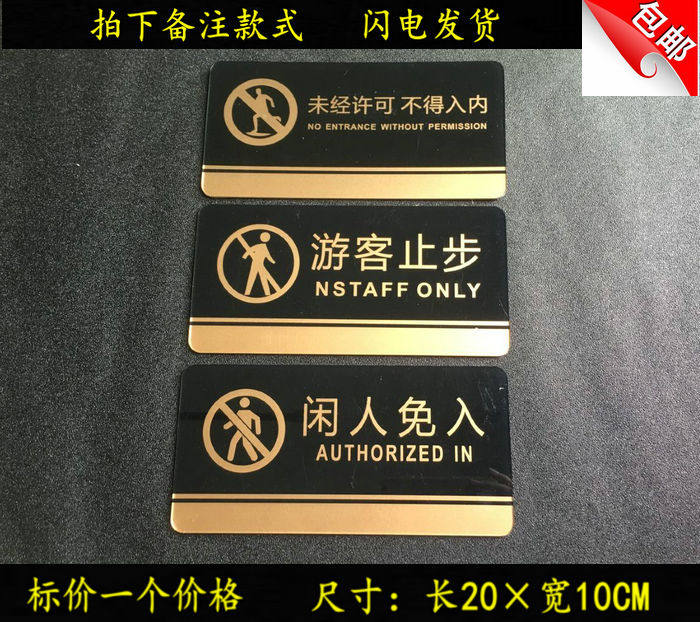 拍下备注款式 闪电发货
包邮
未经许可 不得入内
NO ENTRANCE WITHOUT PERMISSION
游客止步
NSTAFF ONLY
闲人免入
AUTHORIZED IN
标价一个价格 尺寸：长20×宽10CM